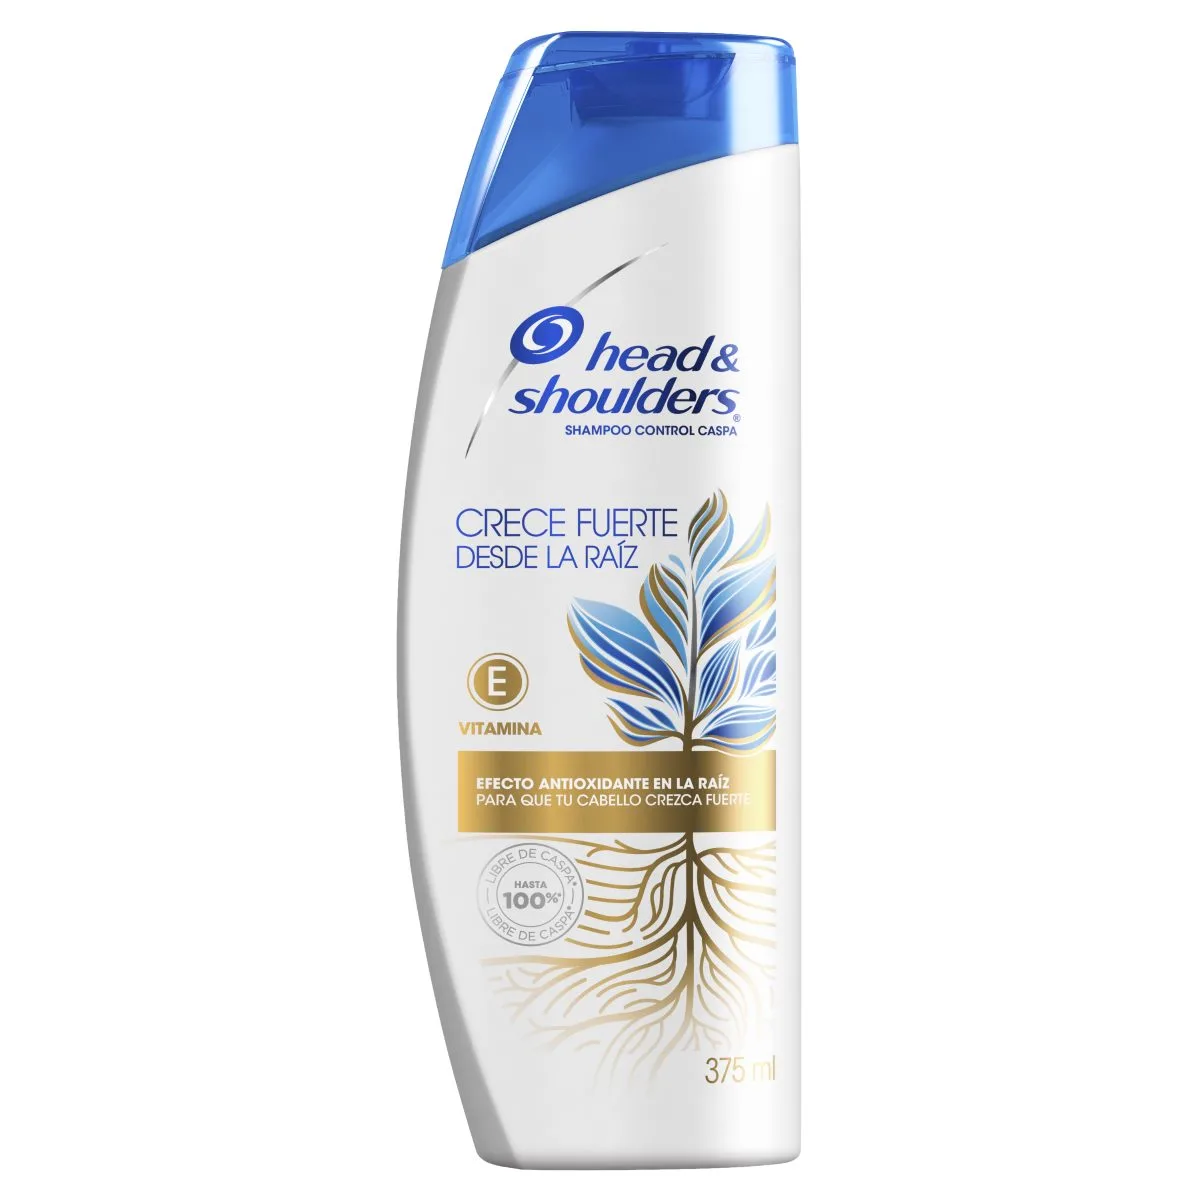 head &
shoulders®
SHAMPOO CONTROL CASPA
CRECE FUERTE
DESDE LA RAÍZ
E
VITAMINA
EFECTO ANTIOXIDANTE EN LA RAÍZ
PARA QUE TU CABELLO CREZCA FUERTE
LIBRE DE CASPA*
HASTA
100%*
LIBRE DE CASPA*
375 ml